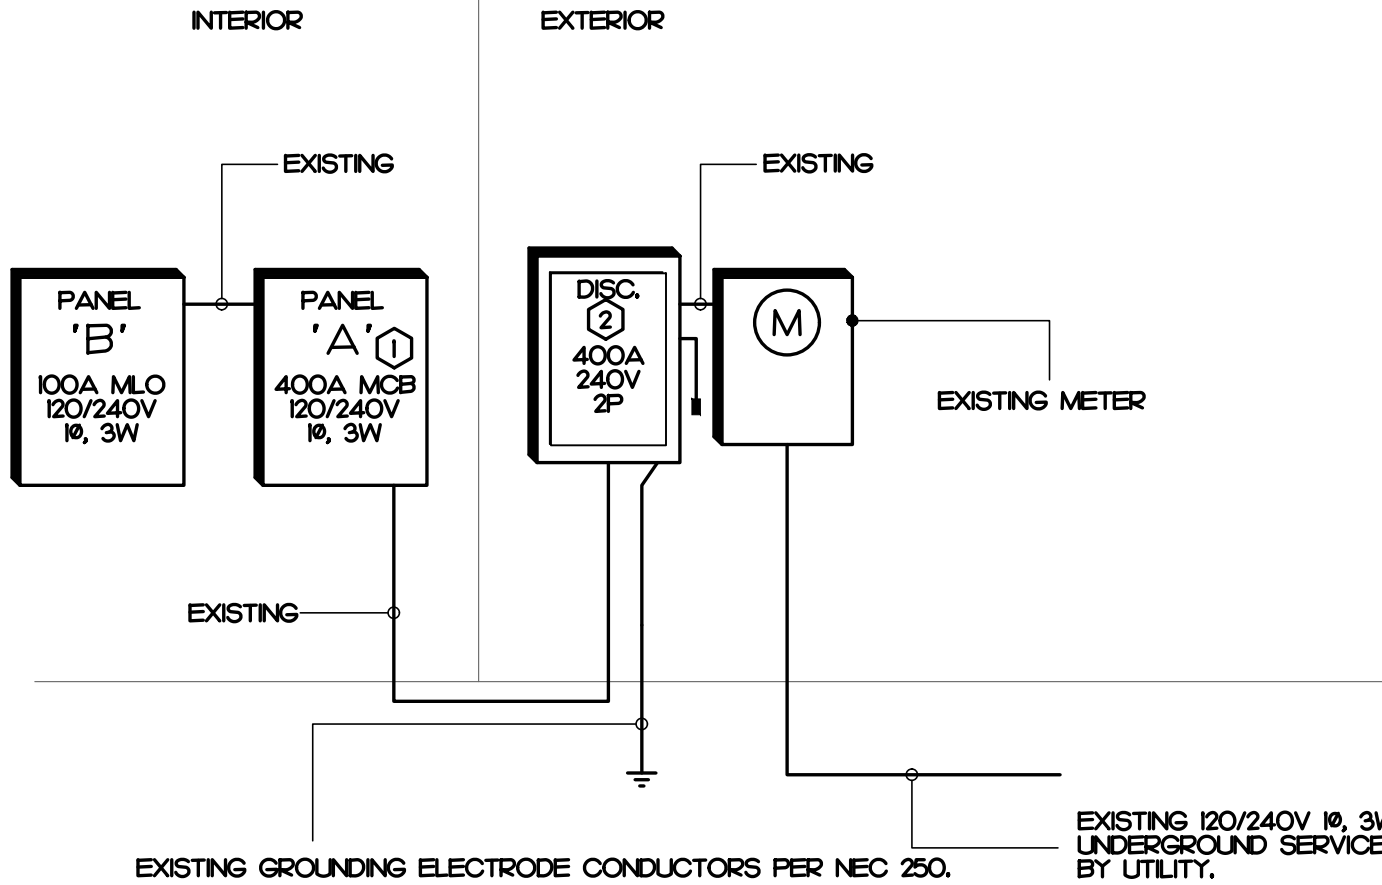 INTERIOR
EXTERIOR
EXISTING
EXISTING
PANEL
'B'
100A MLO
120/240V
1Ø, 3W
PANEL
'A'
1
400A MCB
120/240V
1Ø, 3W
DISC.
2
400A
240V
2P
M
EXISTING METER
EXISTING
EXISTING GROUNDING ELECTRODE CONDUCTORS PER NEC 250.
EXISTING 120/240V 1Ø, 3W
UNDERGROUND SERVICE
BY UTILITY.